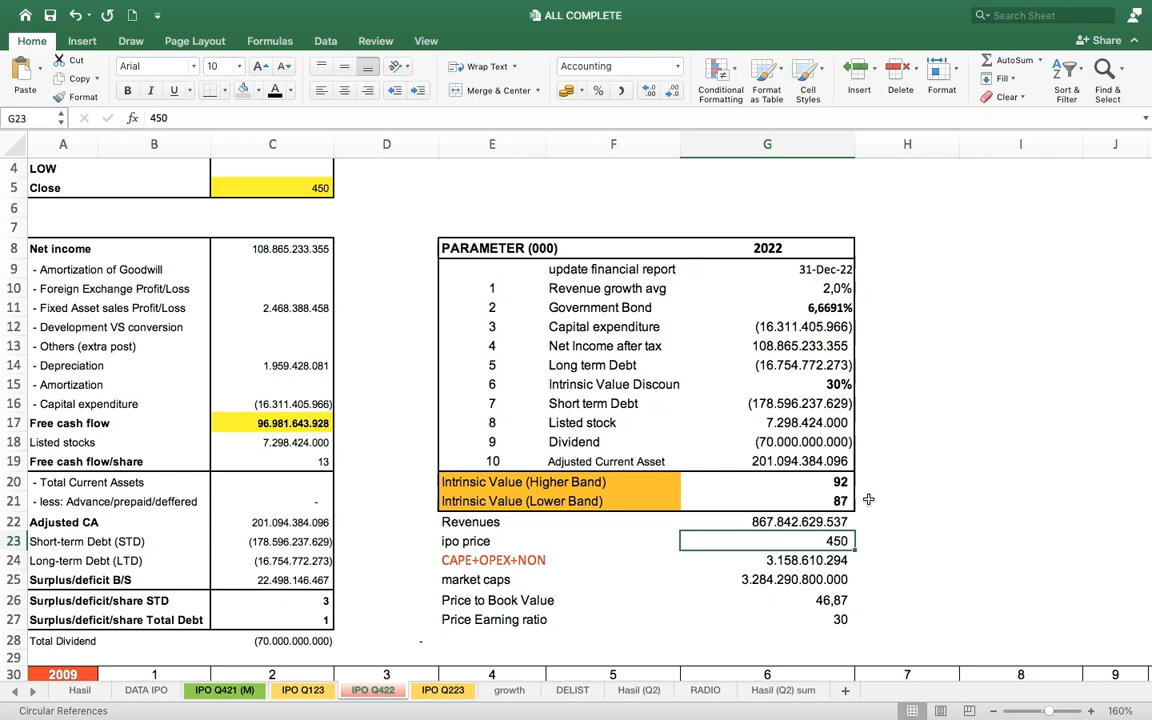 ALL COMPLETE
Search Sheet
Home Insert Draw Page Layout Formulas Data Review View
Share
Paste
Cut
Copy
Format
Arial 10
B I U
Wrap Text
Merge & Center
Accounting
Conditional Formatting
Format as Table
Cell Styles
Insert Delete Format
AutoSum
Fill
Clear
Sort & Filter
Find & Select
G23 fx 450
A B C D E F G H I J
4 LOW
5 Close 450
6
7
8 Net income 108.865.233.355 PARAMETER (000) 2022
9 - Amortization of Goodwill update financial report 31-Dec-22
10 - Foreign Exchange Profit/Loss 1 Revenue growth avg 2,0%
11 - Fixed Asset sales Profit/Loss 2.468.388.458 2 Government Bond 6,6691%
12 - Development VS conversion 3 Capital expenditure (16.311.405.966)
13 - Others (extra post) 4 Net Income after tax 108.865.233.355
14 - Depreciation 1.959.428.081 5 Long term Debt (16.754.772.273)
15 - Amortization 6 Intrinsic Value Discoun 30%
16 - Capital expenditure (16.311.405.966) 7 Short term Debt (178.596.237.629)
17 Free cash flow 96.981.643.928 8 Listed stock 7.298.424.000
18 Listed stocks 7.298.424.000 9 Dividend (70.000.000.000)
19 Free cash flow/share 13 10 Adjusted Current Asset 201.094.384.096
20 - Total Current Assets Intrinsic Value (Higher Band) 92
21 - less: Advance/prepaid/deffered - Intrinsic Value (Lower Band) 87
22 Adjusted CA 201.094.384.096 Revenues 867.842.629.537
23 Short-term Debt (STD) (178.596.237.629) ipo price 450
24 Long-term Debt (LTD) (16.754.772.273) CAPE+OPEX+NON 3.158.610.294
25 Surplus/deficit B/S 22.498.146.467 market caps 3.284.290.800.000
26 Surplus/deficit/share STD 3 Price to Book Value 46,87
27 Surplus/deficit/share Total Debt 1 Price Earning ratio 30
28 Total Dividend (70.000.000.000) -
29
30 2009 1 2 3 4 5 6 7 8 9
Hasil DATA IPO IPO Q421 (M) IPO Q123 IPO Q422 IPO Q223 growth DELIST Hasil (Q2) RADIO Hasil (Q2) sum +
Circular References 160%